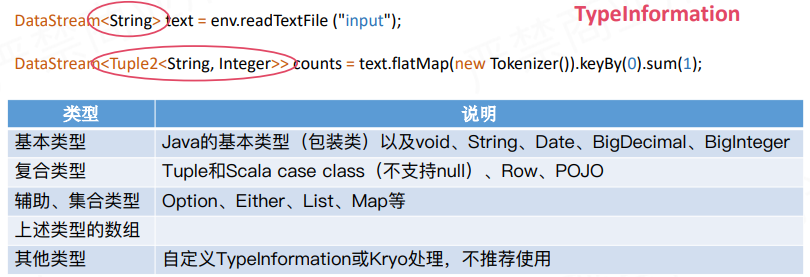 DataStream<String> text = env.readTextFile ("input");
TypeInformation
DataStream<Tuple2<String, Integer>> counts = text.flatMap(new Tokenizer()).keyBy(0).sum(1);
类型 说明
基本类型 Java的基本类型（包装类）以及void、String、Date、BigDecimal、BigInteger
复合类型 Tuple和Scala case class（不支持null）、Row、POJO
辅助、集合类型 Option、Either、List、Map等
上述类型的数组
其他类型 自定义TypeInformation或Kryo处理，不推荐使用